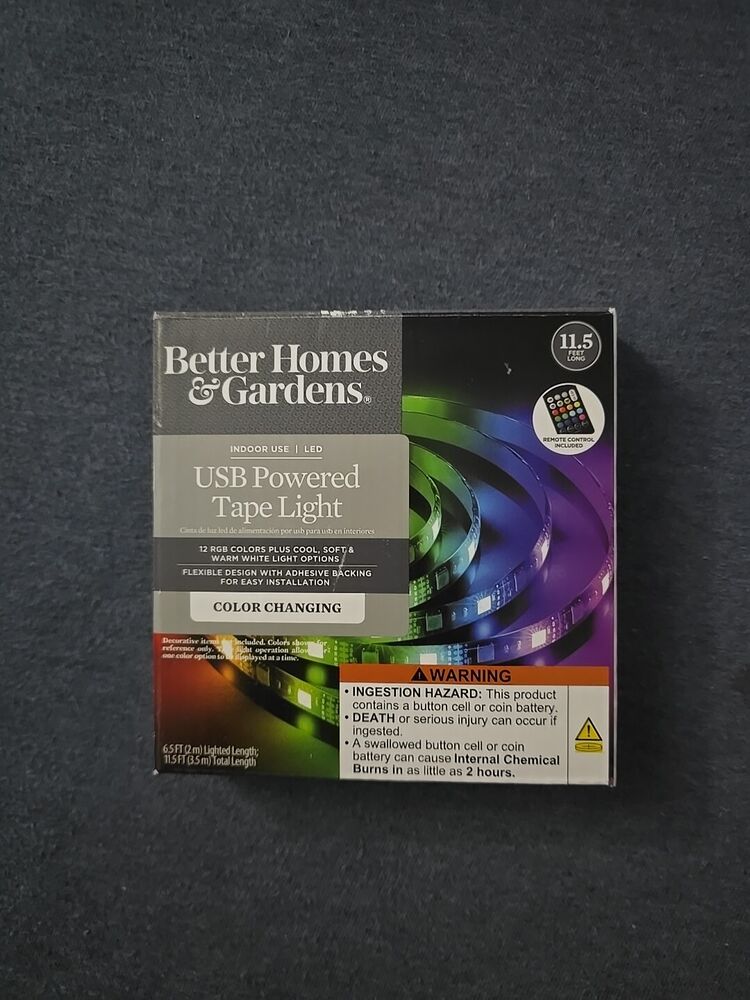 Better Homes
& Gardens®
11.5
FEET
LONG
REMOTE CONTROL
INCLUDED
INDOOR USE | LED
USB Powered
Tape Light
Cinta de luz led de alimentación por usb para usb en interiores
12 RGB COLORS PLUS COOL, SOFT &
WARM WHITE LIGHT OPTIONS
FLEXIBLE DESIGN WITH ADHESIVE BACKING
FOR EASY INSTALLATION
COLOR CHANGING
Decorative items not included. Colors shown for
reference only. Tape light operation allows for
one color option to be displayed at a time.
6.5 FT (2 m) Lighted Length;
11.5 FT (3.5 m) Total Length
WARNING
• INGESTION HAZARD: This product
contains a button cell or coin battery.
• DEATH or serious injury can occur if
ingested.
• A swallowed button cell or coin
battery can cause Internal Chemical
Burns in as little as 2 hours.